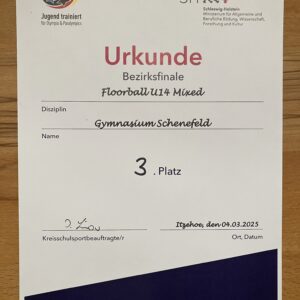 Jugend trainiert
für Olympia & Paralympics
SH
Schleswig-Holstein
Ministerium für Allgemeine und
Berufliche Bildung, Wissenschaft,
Forschung und Kultur
Urkunde
Bezirksfinale
Floorball U14 Mixed
Disziplin
Gymnasium Schenefeld
Name
3. Platz
Itzehoe, den 04.03.2025
Kreisschulsportbeauftragte/r
Ort, Datum